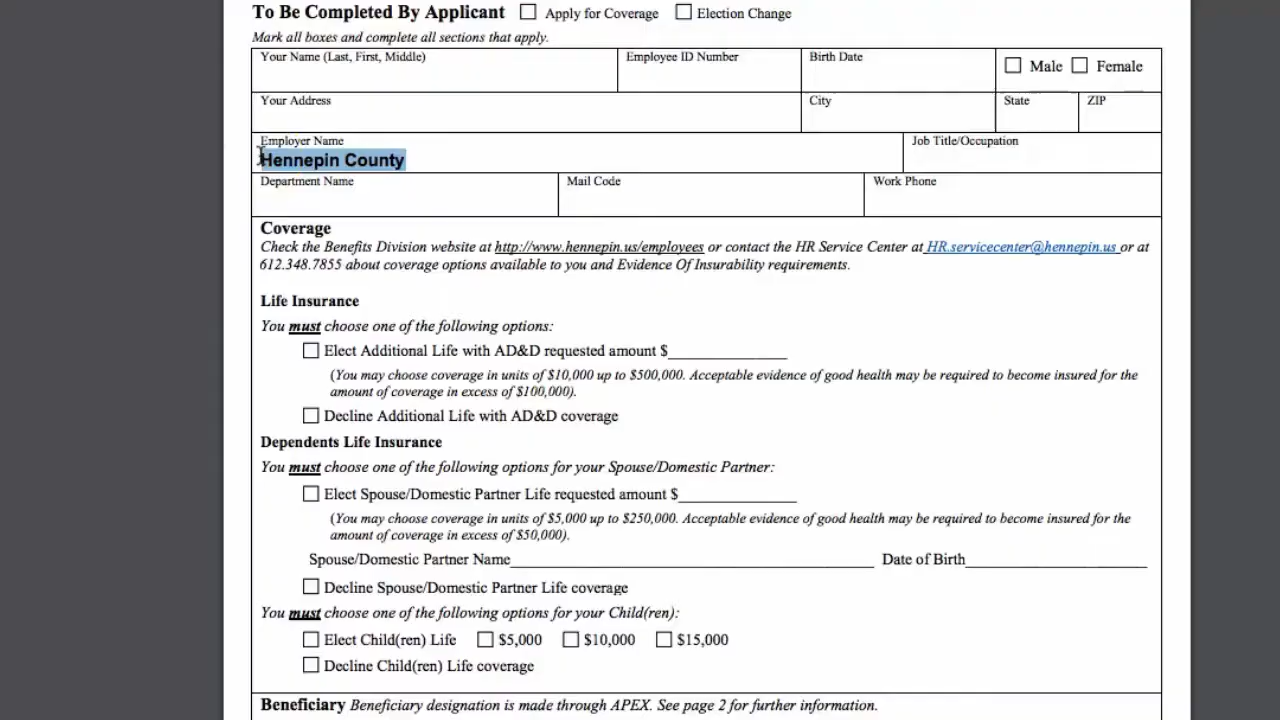 To Be Completed By Applicant ☐ Apply for Coverage ☐ Election Change
Mark all boxes and complete all sections that apply.
Your Name (Last, First, Middle) Employee ID Number Birth Date ☐ Male ☐ Female
Your Address City State ZIP
Employer Name Job Title/Occupation
Hennepin County
Department Name Mail Code Work Phone
Coverage
Check the Benefits Division website at http://www.hennepin.us/employees or contact the HR Service Center at HR.servicecenter@hennepin.us or at
612.348.7855 about coverage options available to you and Evidence Of Insurability requirements.
Life Insurance
You must choose one of the following options:
☐ Elect Additional Life with AD&D requested amount $_______________
(You may choose coverage in units of $10,000 up to $500,000. Acceptable evidence of good health may be required to become insured for the
amount of coverage in excess of $100,000).
☐ Decline Additional Life with AD&D coverage
Dependents Life Insurance
You must choose one of the following options for your Spouse/Domestic Partner:
☐ Elect Spouse/Domestic Partner Life requested amount $_______________
(You may choose coverage in units of $5,000 up to $250,000. Acceptable evidence of good health may be required to become insured for the
amount of coverage in excess of $50,000).
Spouse/Domestic Partner Name_______________ Date of Birth_______________
☐ Decline Spouse/Domestic Partner Life coverage
You must choose one of the following options for your Child(ren):
☐ Elect Child(ren) Life ☐ $5,000 ☐ $10,000 ☐ $15,000
☐ Decline Child(ren) Life coverage
Beneficiary Beneficiary designation is made through APEX. See page 2 for further information.